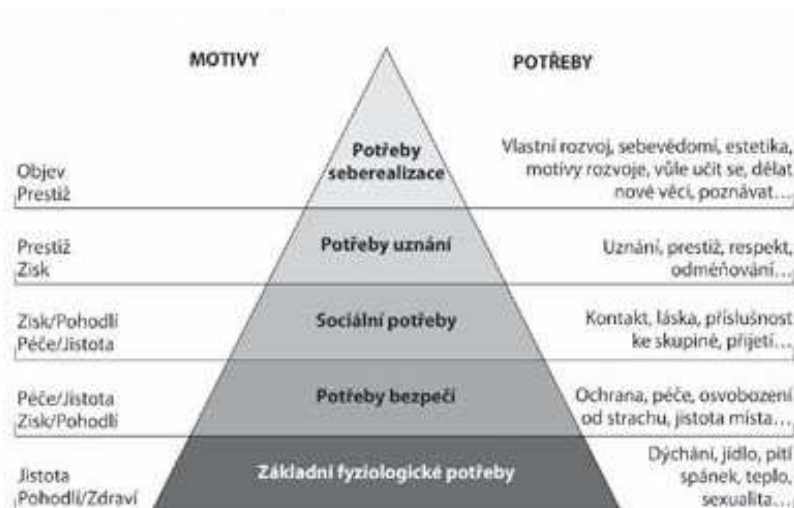 MOTIVY
POTŘEBY
Objev
Prestiž
Potřeby
seberealizace
Vlastní rozvoj, sebevědomí, estetika,
motivy rozvoje, vůle učit se, dělat
nové věci, poznávat...
Prestiž
Zisk
Potřeby uznání
Uznání, prestiž, respekt,
odměňování...
Zisk/Pohodlí
Péče/Jistota
Sociální potřeby
Kontakt, láska, příslušnost
ke skupině, přijetí...
Péče/Jistota
Zisk/Pohodlí
Potřeby bezpečí
Ochrana, péče, osvobození
od strachu, jistota místa...
Jistota
Pohodlí/Zdraví
Základní fyziologické potřeby
Dýchání, jídlo, pití
spánek, teplo,
sexualita...